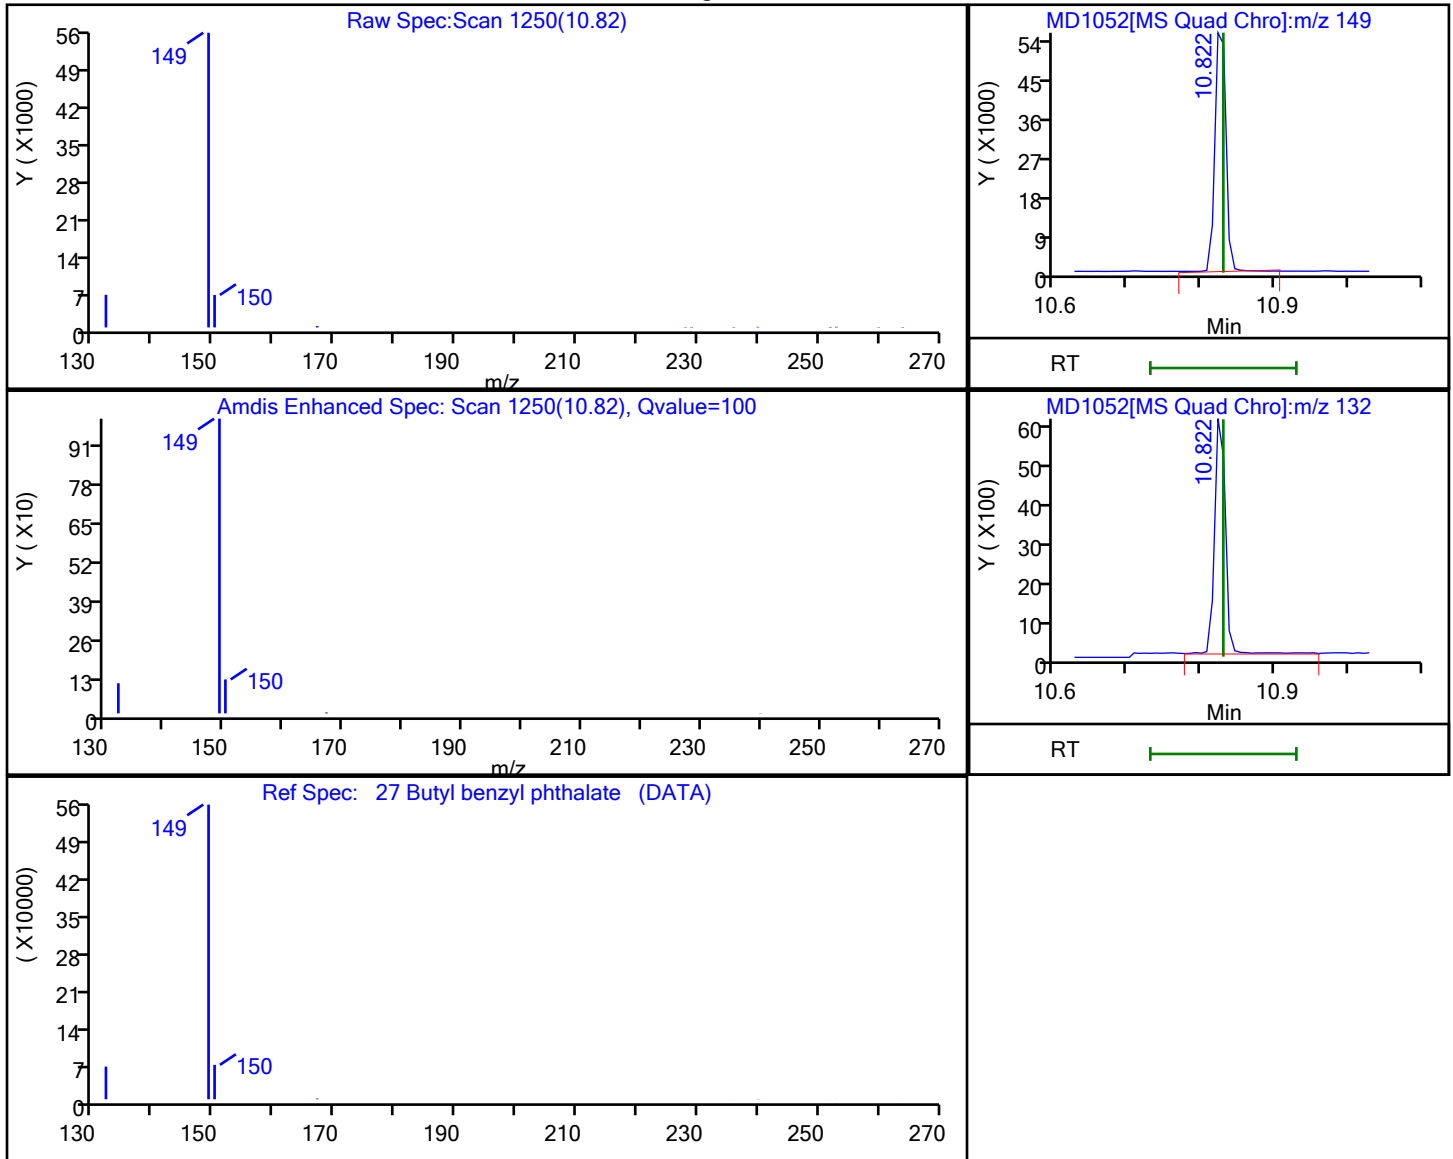 Raw Spec:Scan 1250(10.82)
56
49
42
35
28
21
14
7
0
Y ( X1000)
149
150
130 150 170 190 210 230 250 270
m/z
MD1052[MS Quad Chro]:m/z 149
54
45
36
27
18
9
0
Y ( X1000)
10.822
10.6 10.9
Min
RT
Amdis Enhanced Spec: Scan 1250(10.82), Qvalue=100
91
78
65
52
39
26
13
0
Y ( X10)
149
150
130 150 170 190 210 230 250 270
m/z
MD1052[MS Quad Chro]:m/z 132
60
50
40
30
20
10
0
Y ( X100)
10.822
10.6 10.9
Min
RT
Ref Spec: 27 Butyl benzyl phthalate (DATA)
56
49
42
35
28
21
14
7
0
( X10000)
149
150
130 150 170 190 210 230 250 270